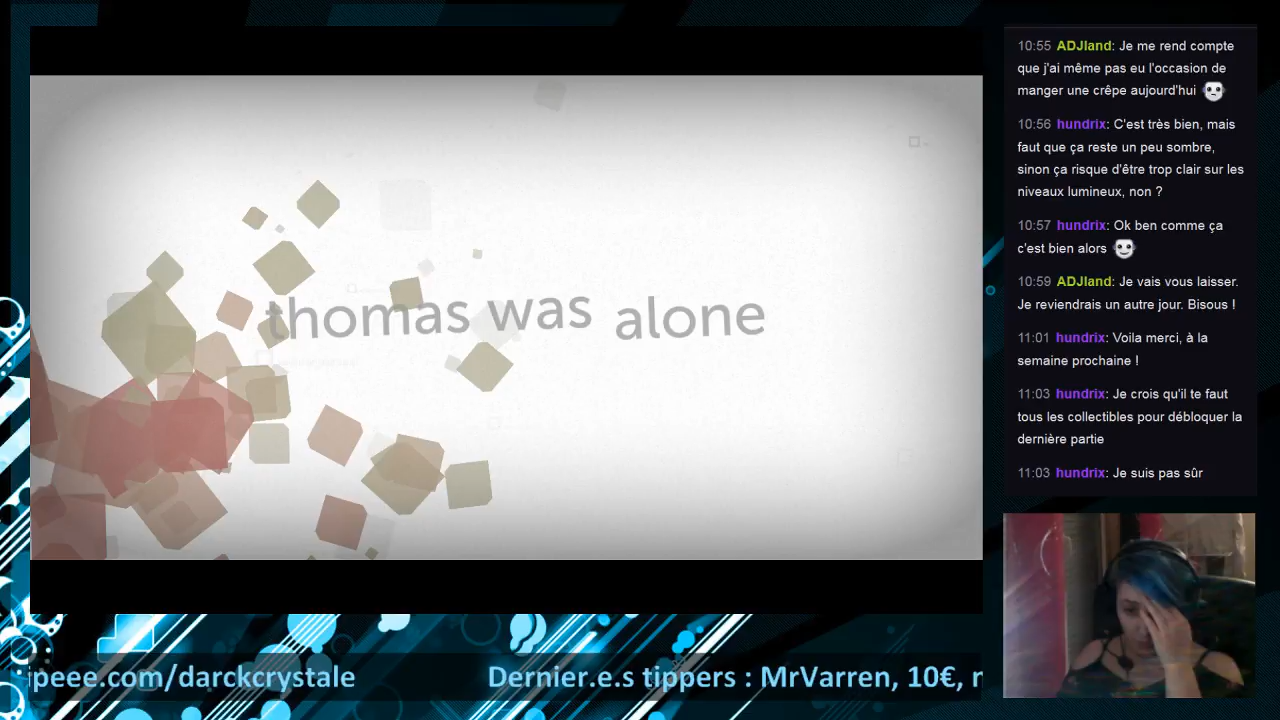 thomas was alone
10:55 ADJland: Je me rend compte
que j'ai même pas eu l'occasion de
manger une crêpe aujourd'hui
10:56 hundrix: C'est très bien, mais
faut que ça reste un peu sombre,
sinon ça risque d'être trop clair sur les
niveaux lumineux, non ?
10:57 hundrix: Ok ben comme ça
c'est bien alors
10:59 ADJland: Je vais vous laisser.
Je reviendrais un autre jour. Bisous !
11:01 hundrix: Voila merci, à la
semaine prochaine !
11:03 hundrix: Je crois qu'il te faut
tous les collectibles pour débloquer la
dernière partie
11:03 hundrix: Je suis pas sûr
ipeee.com/darckcrystale Dernier.e.s tippers : MrVarren, 10€,